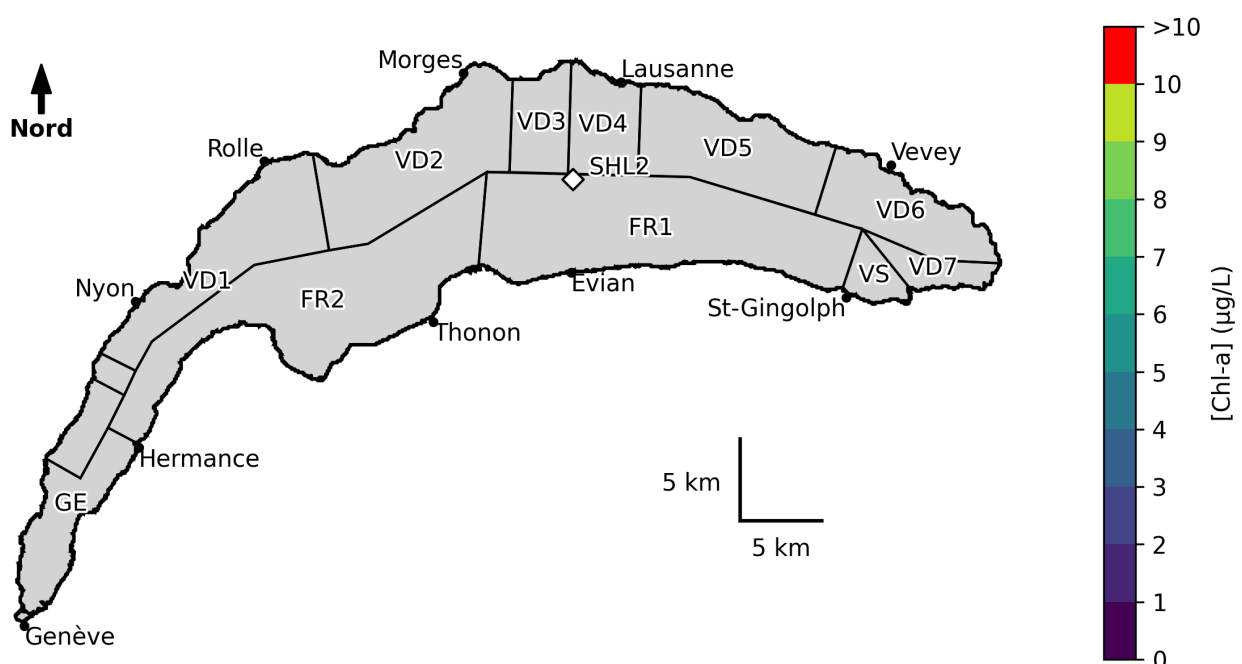 Morges
Lausanne
Nord
VD3
VD4
Rolle
VD2
SHL2
VD5
Vevey
VD6
FR1
VD7
VS
Nyon
VD1
FR2
Evian
St-Gingolph
Thonon
Hermance
GE
Genève
5 km
5 km
>10
10
9
8
7
6
5
4
3
2
1
0
[Chl-a] (µg/L)